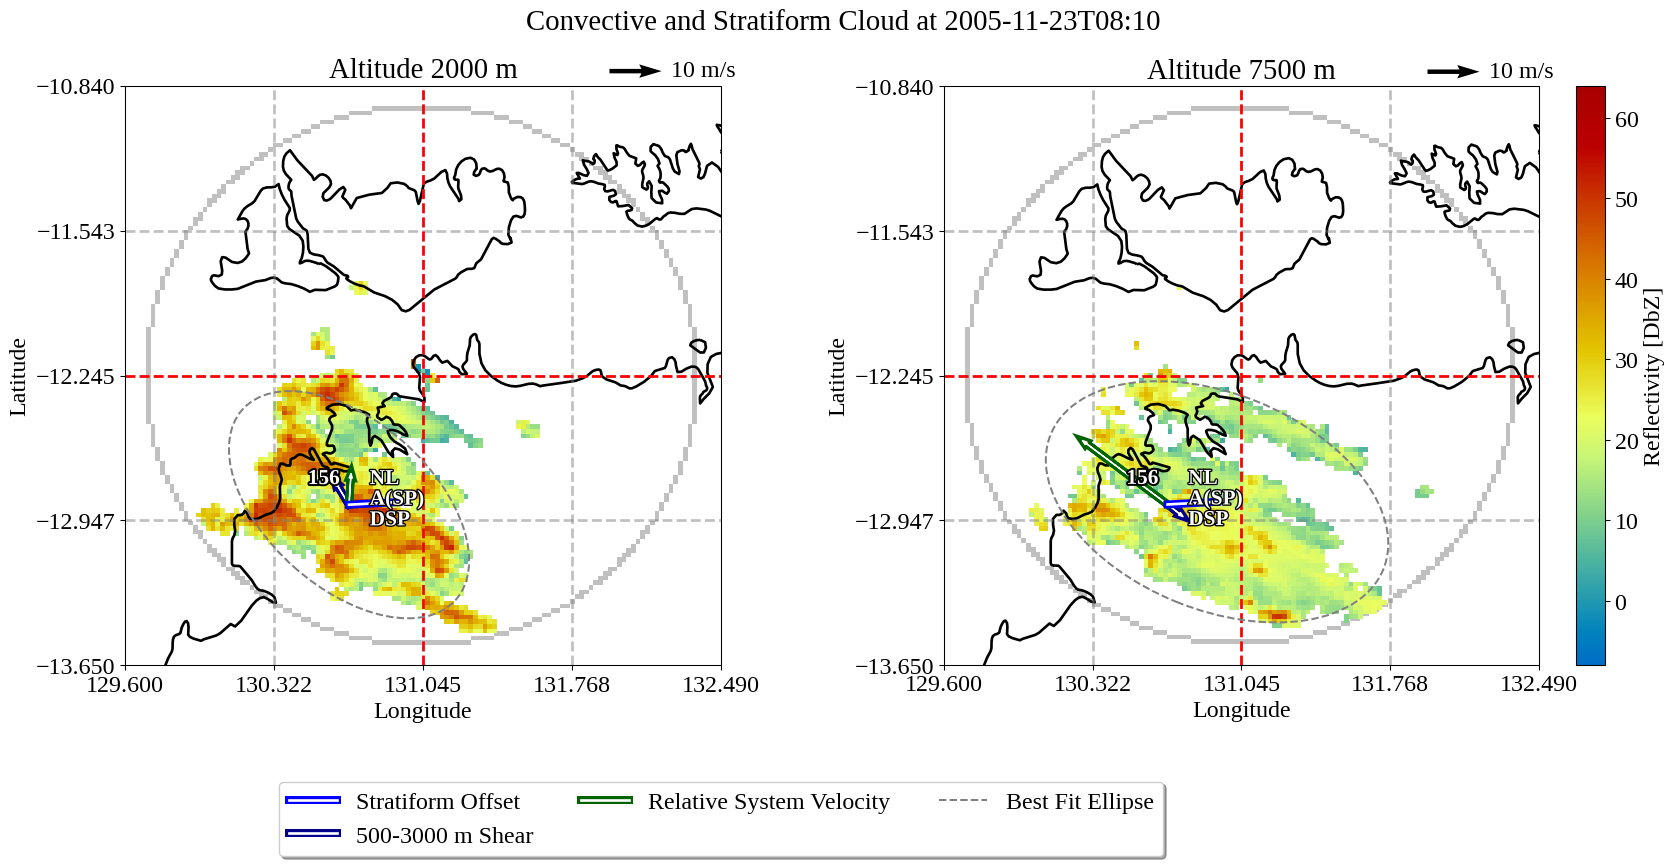 Convective and Stratiform Cloud at 2005-11-23T08:10
Altitude 2000 m
10 m/s
−10.840
−11.543
−12.245
−12.947
−13.650
Latitude
156
NL
A(SP)
DSP
129.600
130.322
131.045
131.768
132.490
Longitude
Altitude 7500 m
10 m/s
−10.840
−11.543
−12.245
−12.947
−13.650
Latitude
156
NL
A(SP)
DSP
129.600
130.322
131.045
131.768
132.490
Longitude
60
50
40
30
20
10
0
Reflectivity [DbZ]
Stratiform Offset
500-3000 m Shear
Relative System Velocity
Best Fit Ellipse